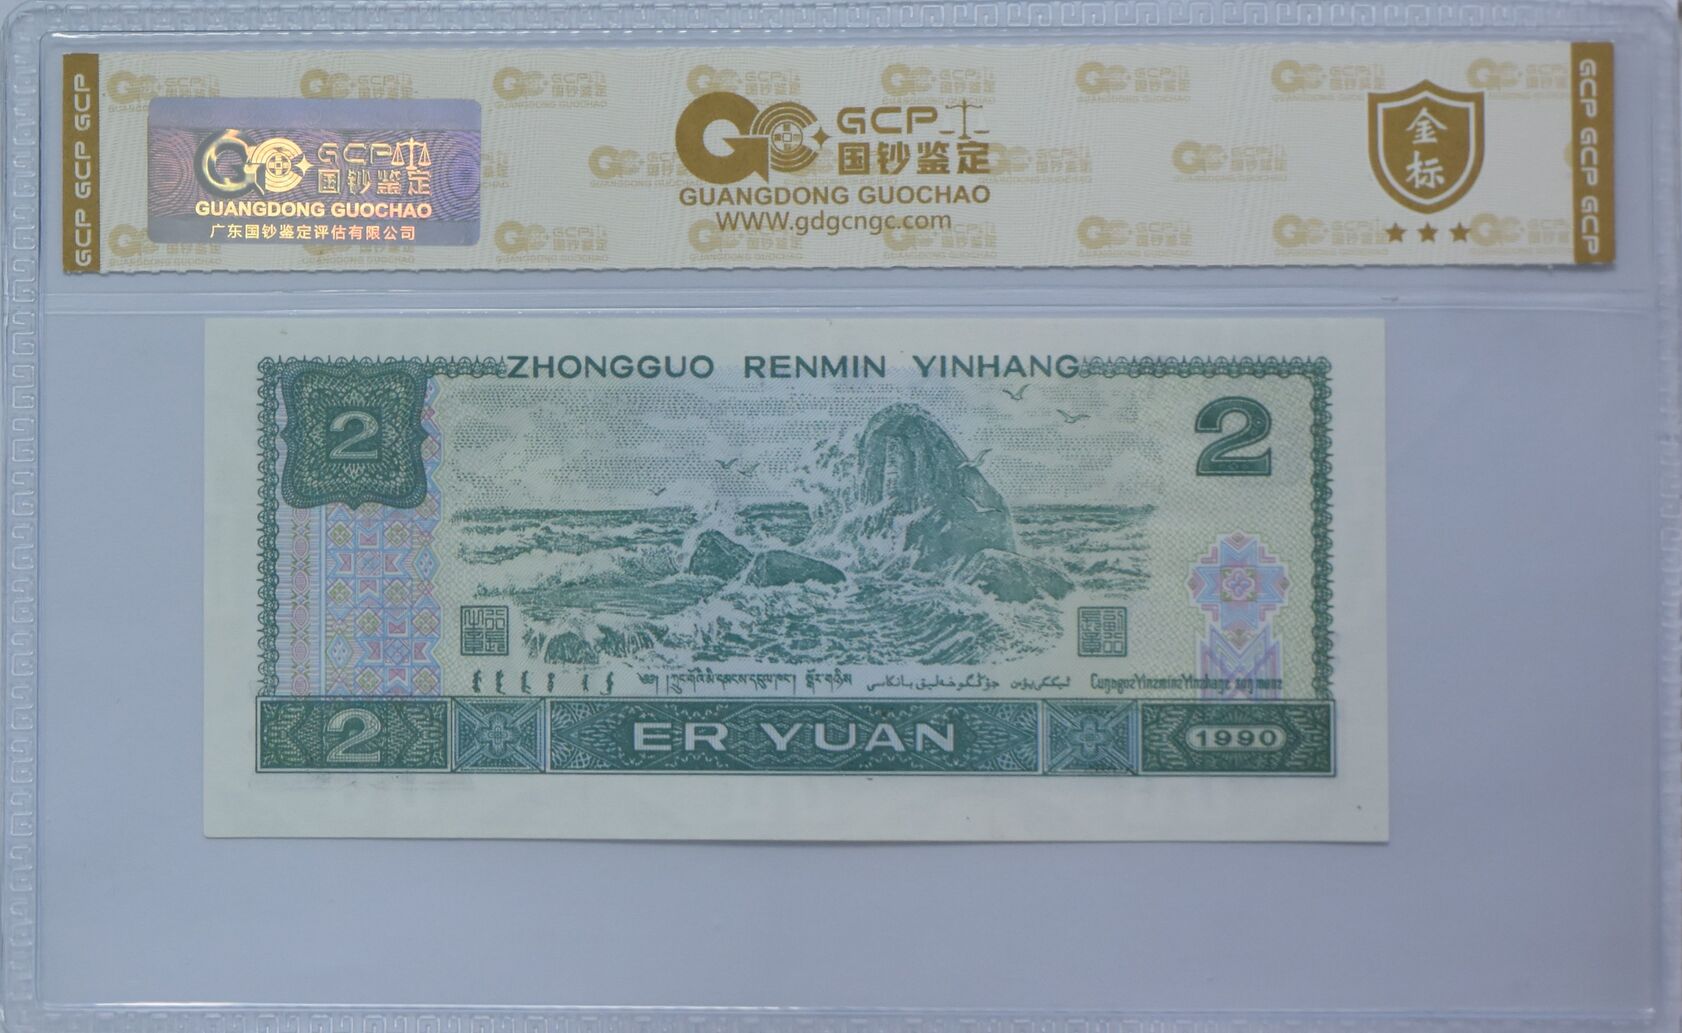 GCP GCP GCP
GCP
国钞鉴定
GUANGDONG GUOCHAO
广东国钞鉴定评估有限公司
GCP
国钞鉴定
GUANGDONG GUOCHAO
WWW.gdgcngc.com
金
标
GCP GCP GCP
ZHONGGUO RENMIN YINHANG
2
2
2
ER YUAN
1990